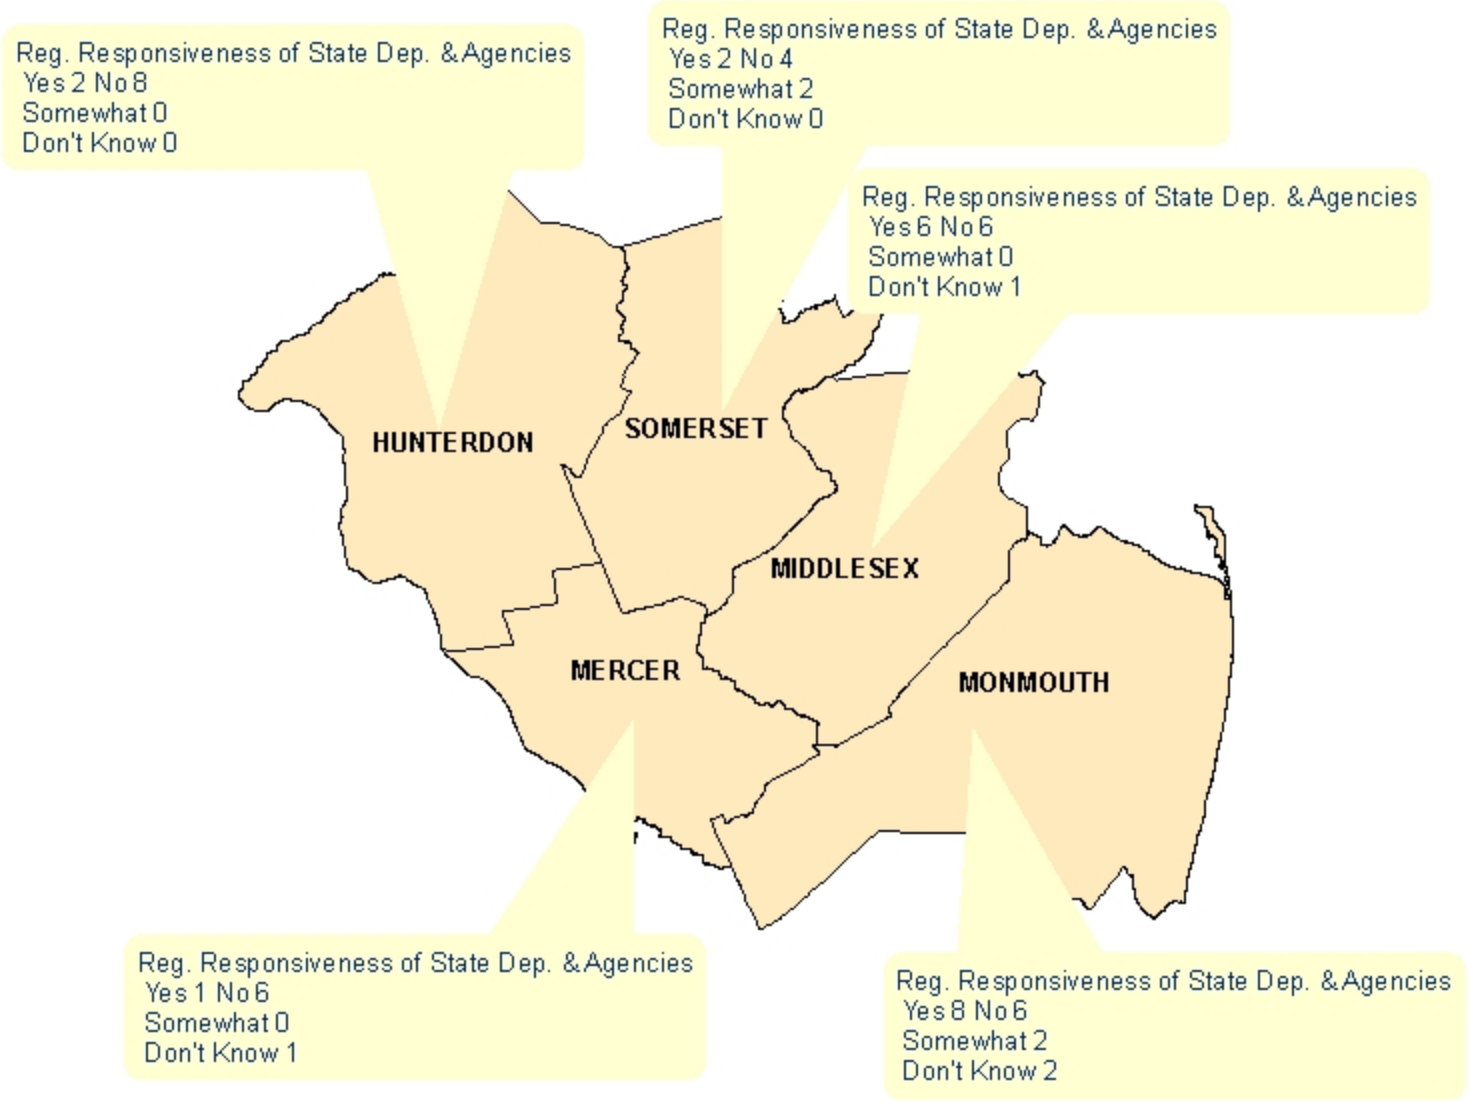 Reg. Responsiveness of State Dep. & Agencies
Yes 2 No 8
Somewhat 0
Don't Know 0
Reg. Responsiveness of State Dep. & Agencies
Yes 2 No 4
Somewhat 2
Don't Know 0
Reg. Responsiveness of State Dep. & Agencies
Yes 6 No 6
Somewhat 0
Don't Know 1
HUNTERDON
SOMERSET
MIDDLESEX
MERCER
MONMOUTH
Reg. Responsiveness of State Dep. & Agencies
Yes 1 No 6
Somewhat 0
Don't Know 1
Reg. Responsiveness of State Dep. & Agencies
Yes 8 No 6
Somewhat 2
Don't Know 2